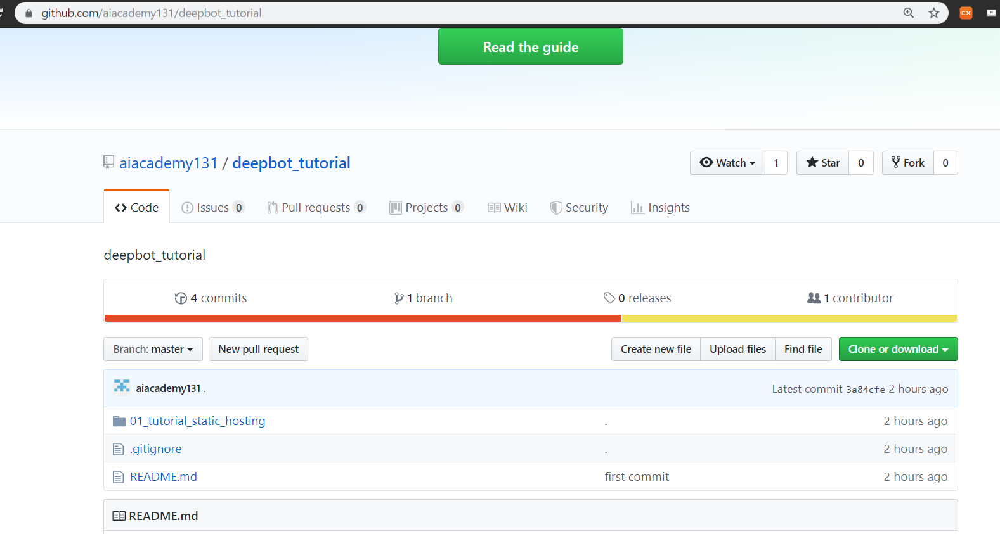 github.com/aiacademy131/deepbot_tutorial
EX
Read the guide
aiacademy131 / deepbot_tutorial
Watch 1 Star 0 Fork 0
Code Issues 0 Pull requests 0 Projects 0 Wiki Security Insights
deepbot_tutorial
4 commits 1 branch 0 releases 1 contributor
Branch: master New pull request Create new file Upload files Find file Clone or download
aiacademy131 . Latest commit 3a84cfe 2 hours ago
01_tutorial_static_hosting . 2 hours ago
.gitignore . 2 hours ago
README.md first commit 2 hours ago
README.md